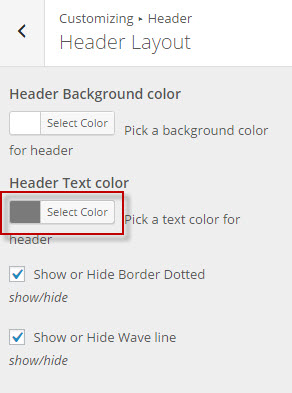 Customizing ▸ Header
Header Layout
Header Background color
Select Color Pick a background color
for header
Header Text color
Select Color Pick a text color for
header
Show or Hide Border Dotted
show/hide
Show or Hide Wave line
show/hide